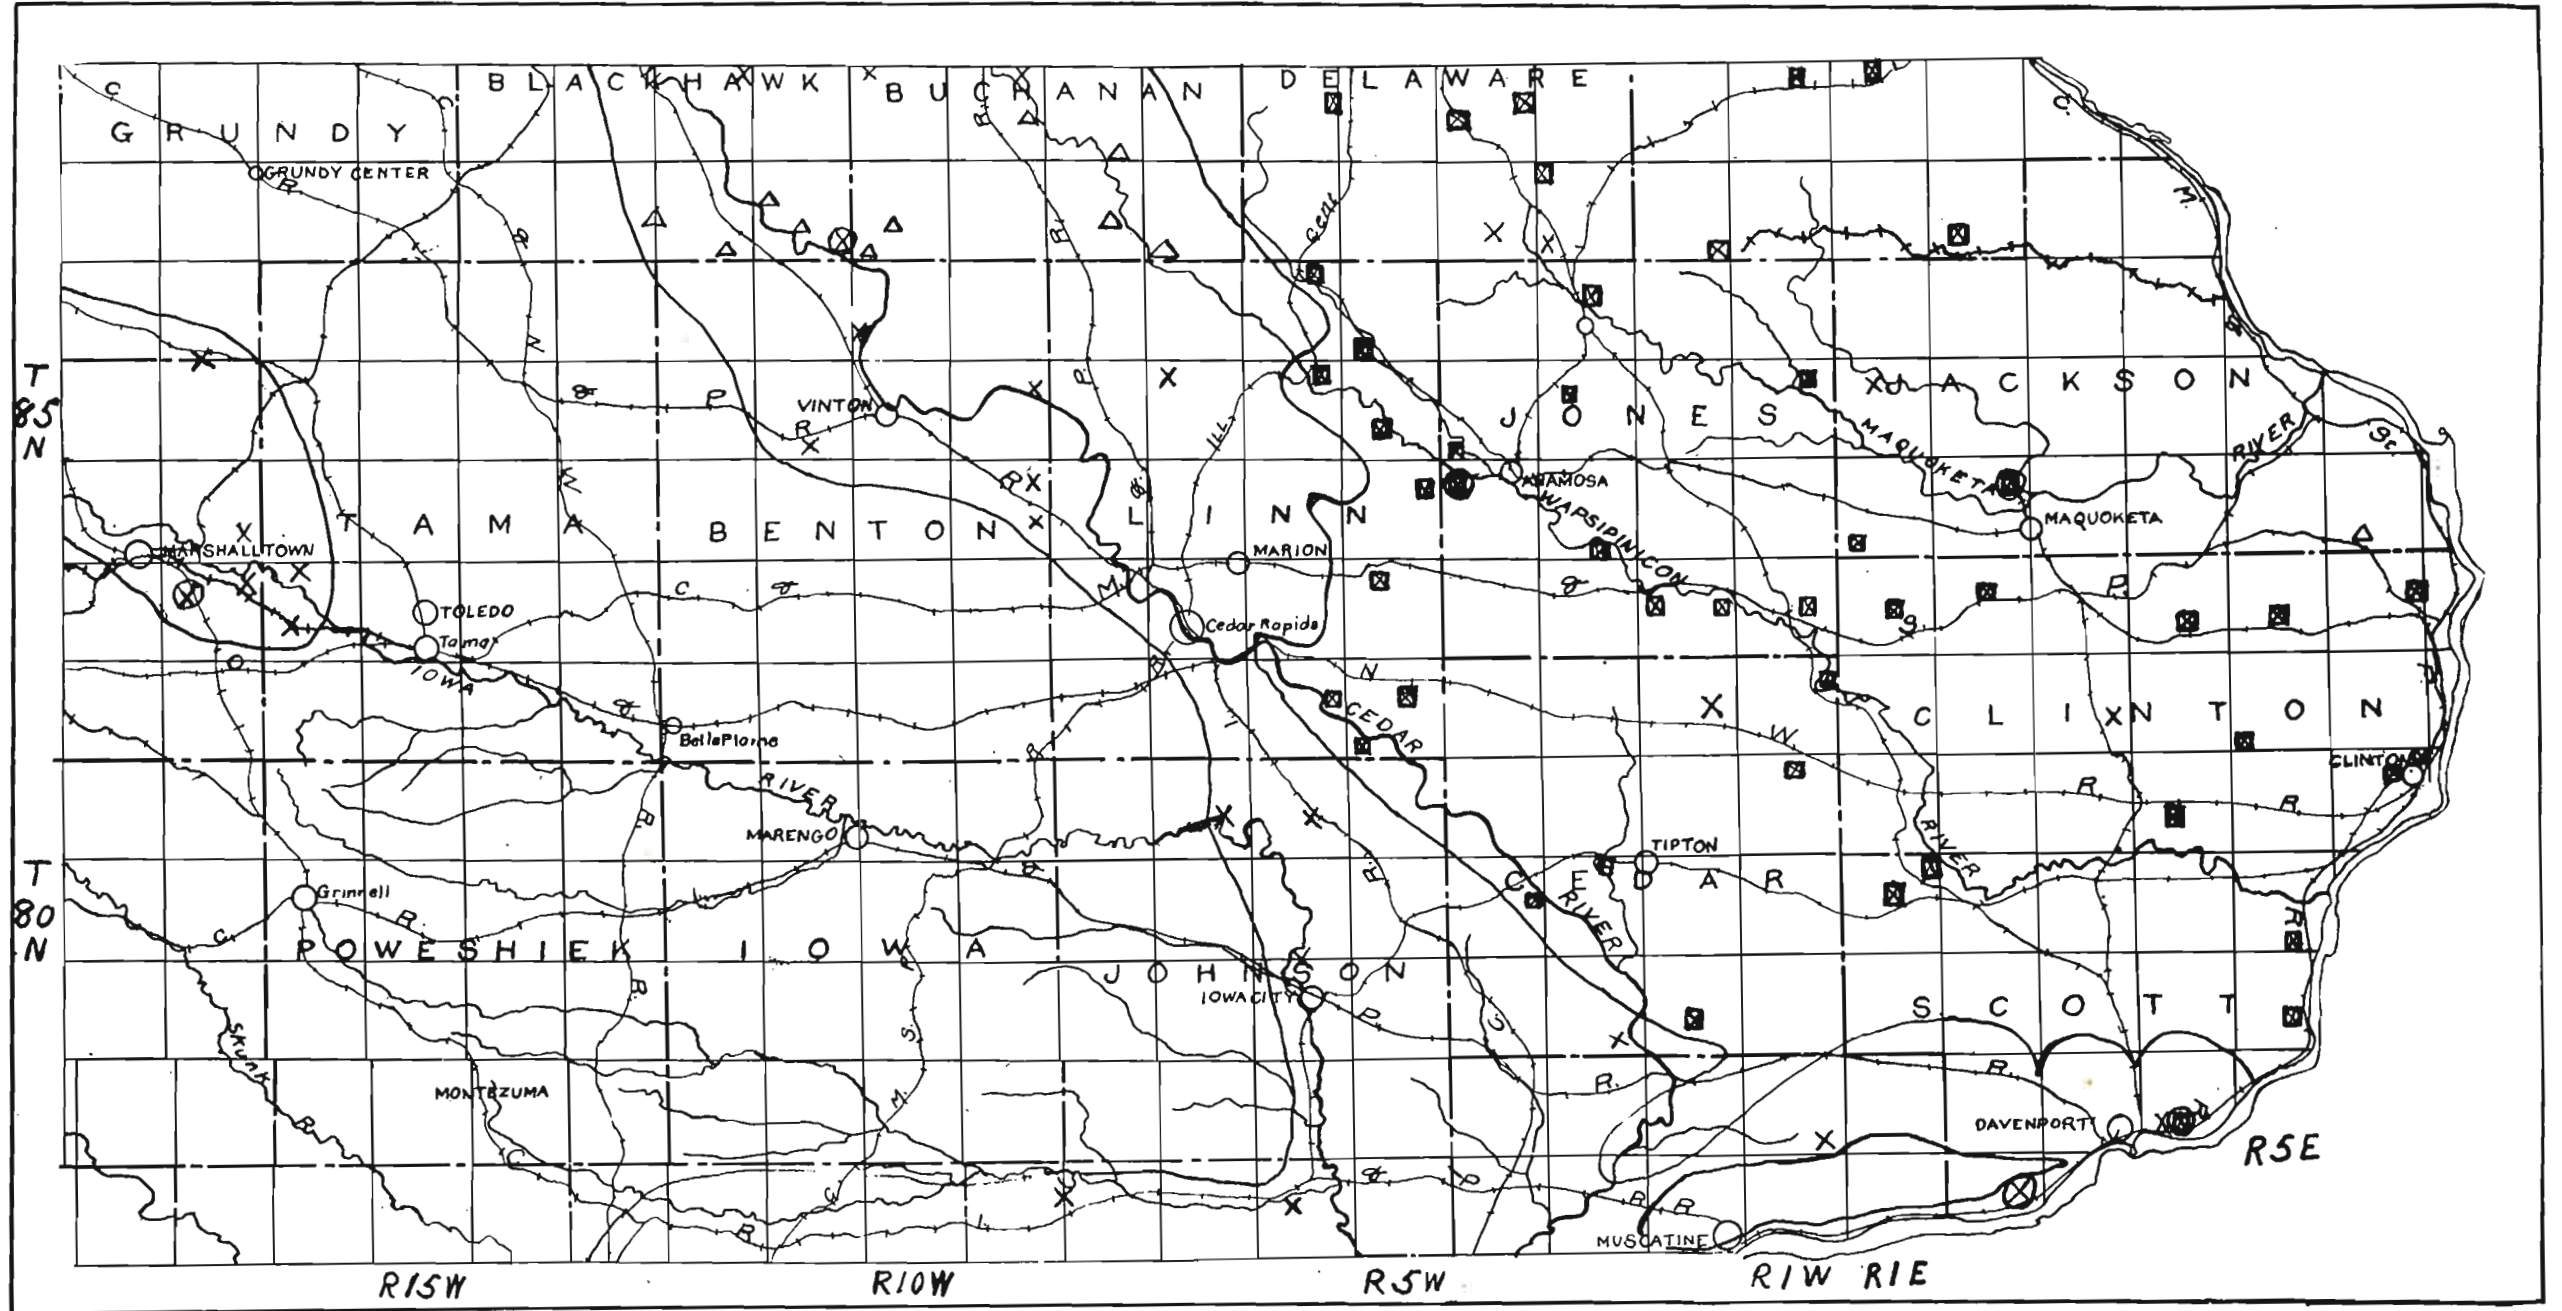 BLACKHAWK
BUCHANAN
DELAWARE
GRUNDY
GRUNDY CENTER
T
85
N
VINTON
JACKSON
JONES
MAQUOKETA
RIVER
ANAMOSA
WAPSIPINICON
MAQUOKETA
TAMA
BENTON
LINN
MARSHALLTOWN
MARION
TOLEDO
Tama
Cedar Rapids
IOWA
CEDAR
CLINTON
Belle Plaine
CLINTON
RIVER
MARENGO
RIVER
TIPTON
T
80
N
Grinnell
CEDAR
RIVER
POWESHIEK
IOWA
JOHNSON
IOWA CITY
SCOTT
SKUNK
R
MONTEZUMA
DAVENPORT
R5E
MUSCATINE
R15W
R10W
R5W
R1W
R1E